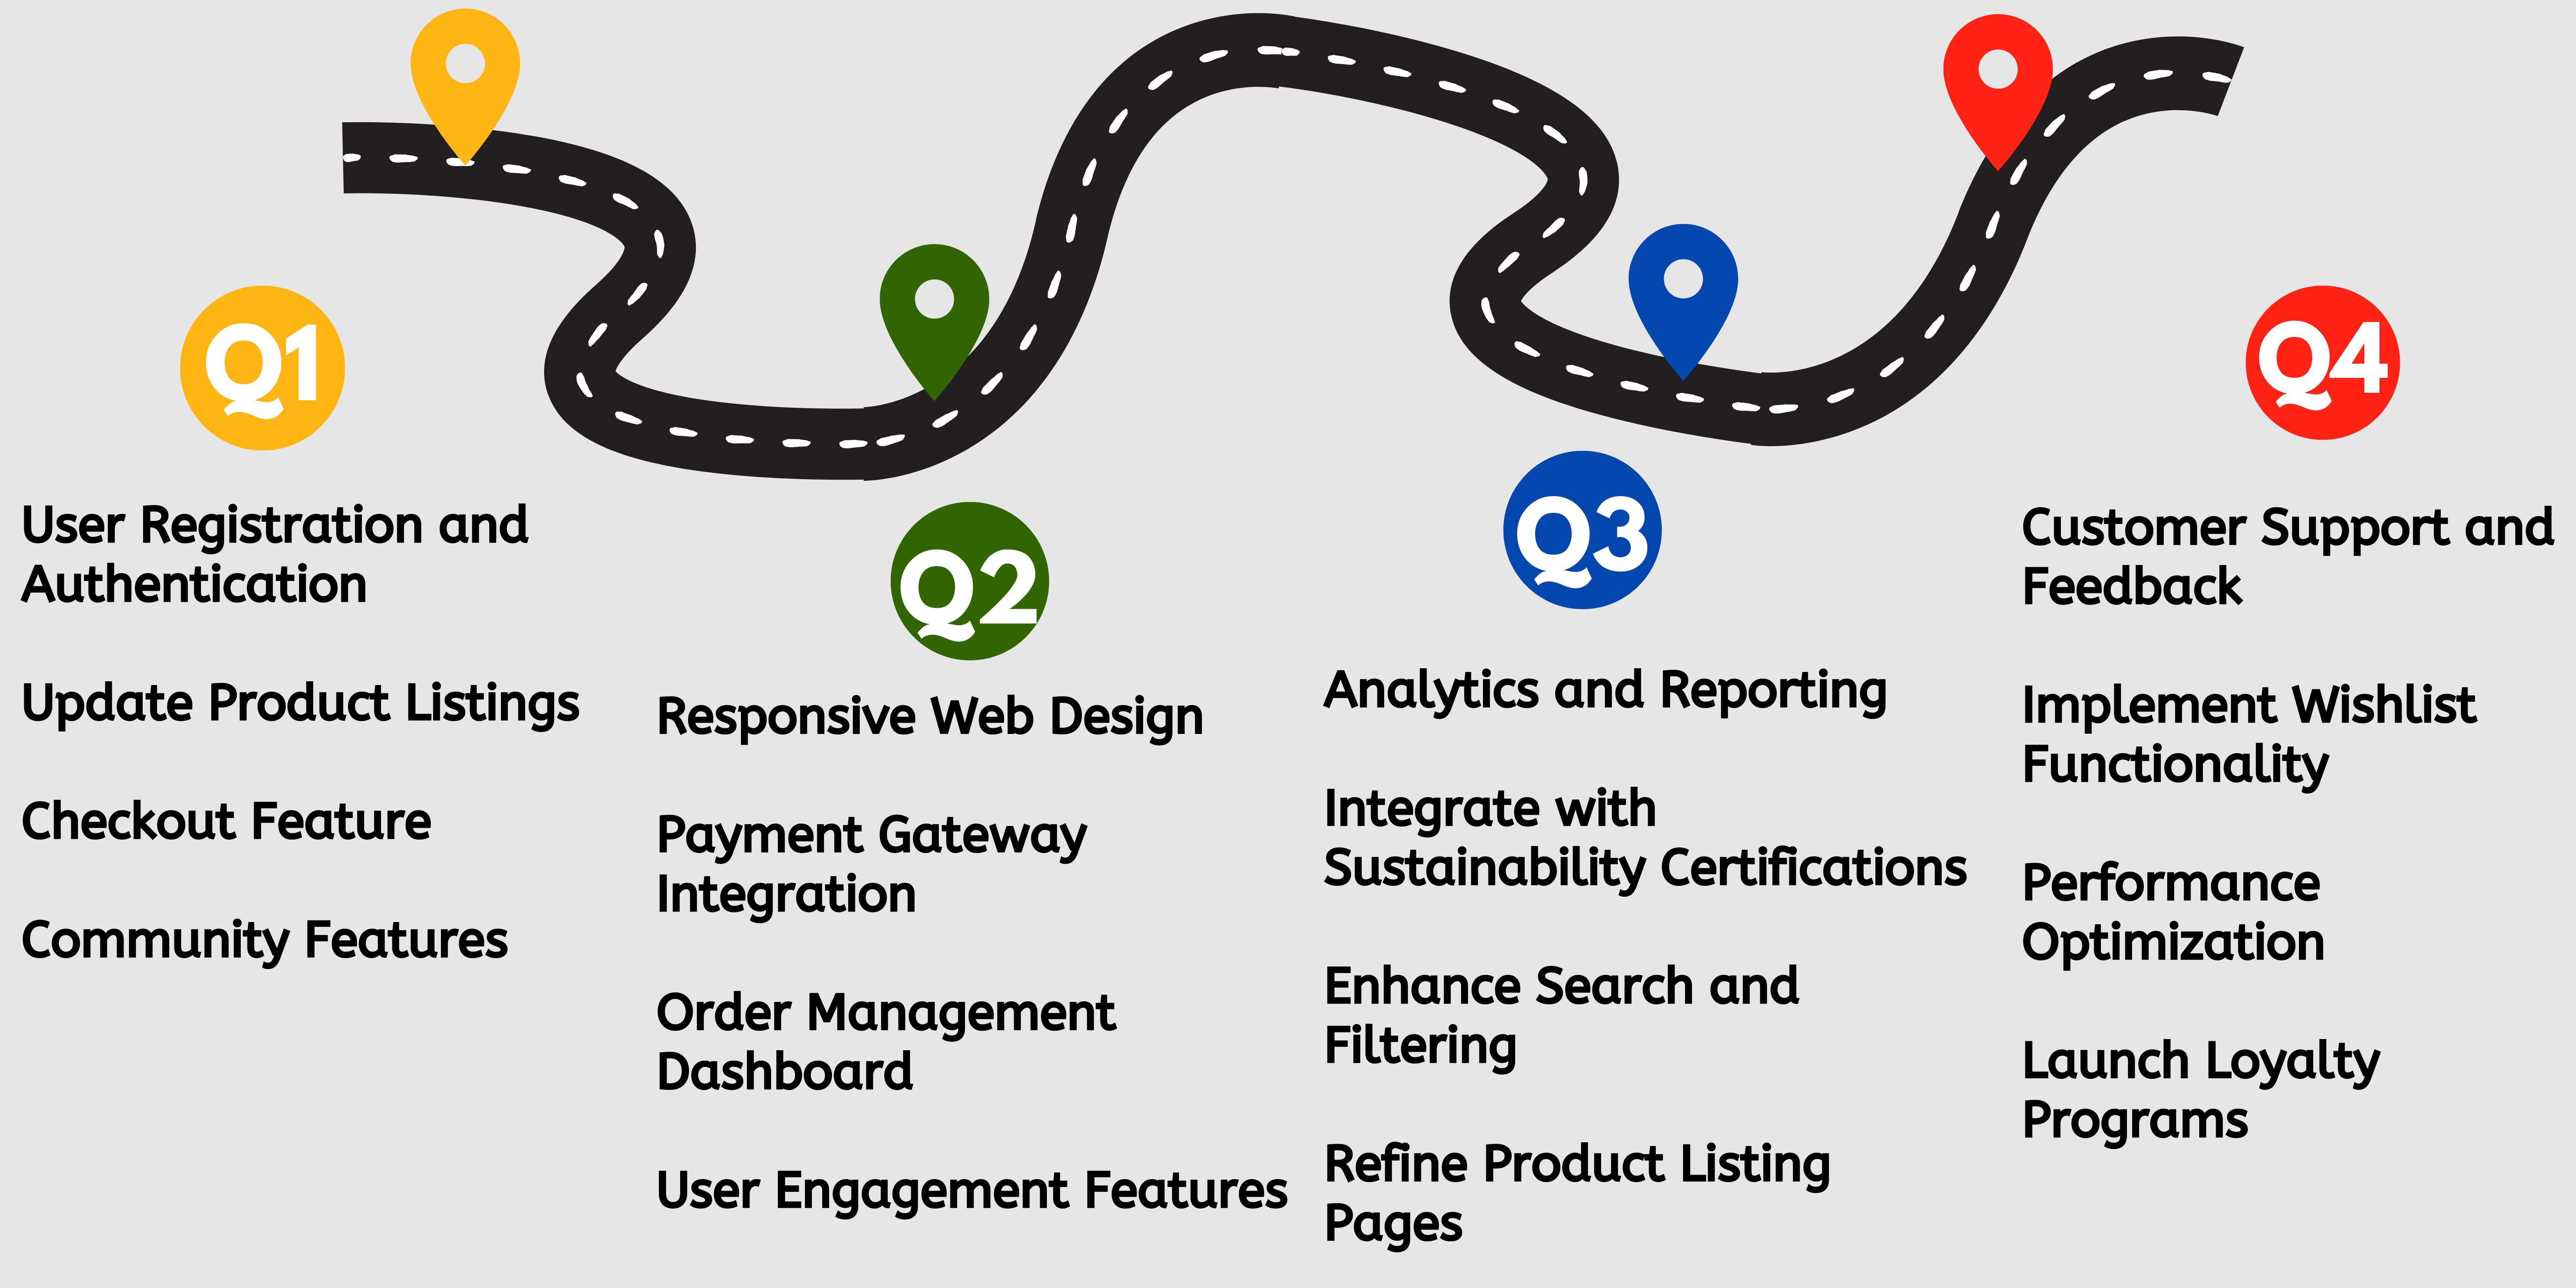 Q1
User Registration and
Authentication
Update Product Listings
Checkout Feature
Community Features
Q2
Responsive Web Design
Payment Gateway
Integration
Order Management
Dashboard
User Engagement Features
Q3
Analytics and Reporting
Integrate with
Sustainability Certifications
Enhance Search and
Filtering
Refine Product Listing
Pages
Q4
Customer Support and
Feedback
Implement Wishlist
Functionality
Performance
Optimization
Launch Loyalty
Programs